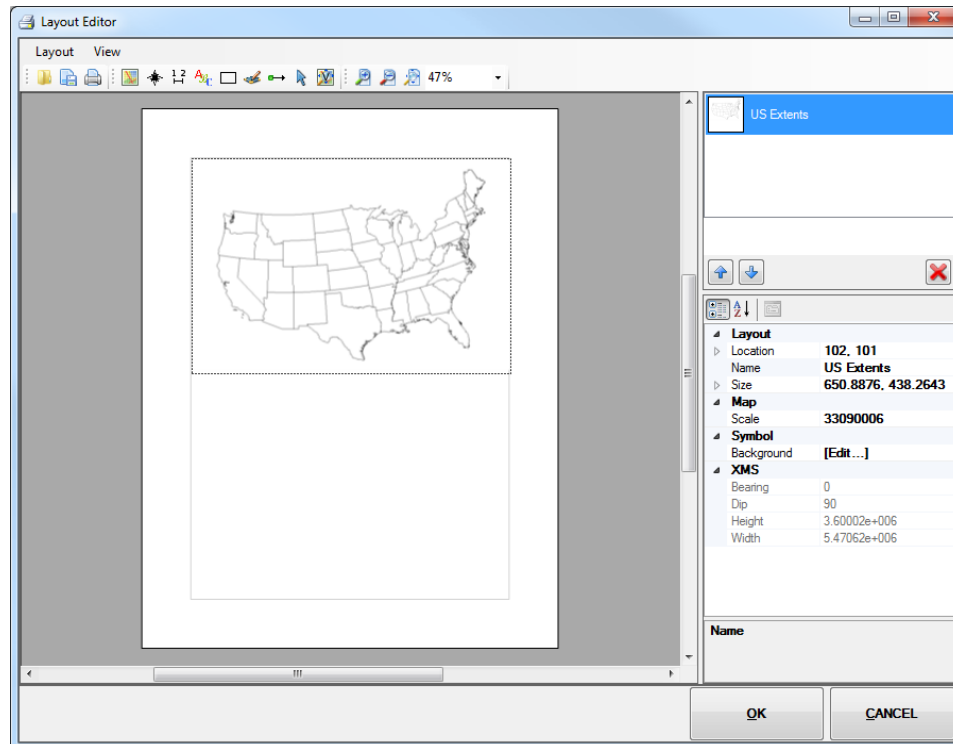 Layout Editor
Layout View
47%
US Extents
Layout
Location 102, 101
Name US Extents
Size 650.8876, 438.2643
Map
Scale 33090006
Symbol
Background [Edit...]
XMS
Bearing 0
Dip 90
Height 3.60002e+006
Width 5.47062e+006
Name
OK CANCEL